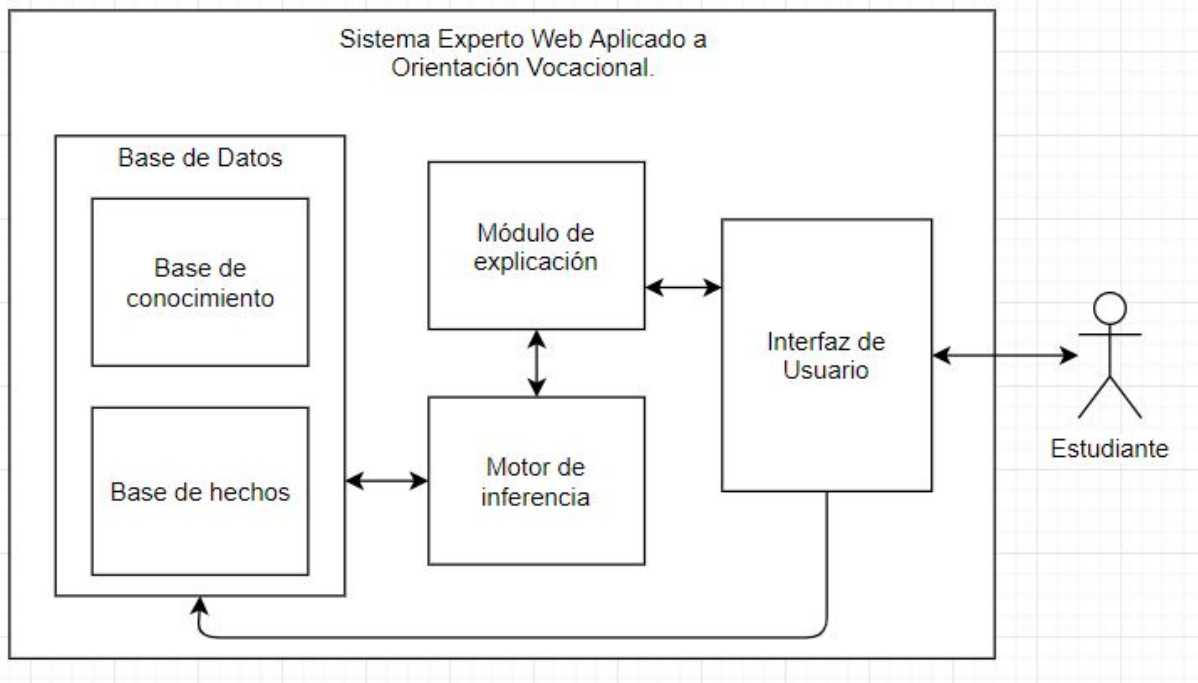 Sistema Experto Web Aplicado a
Orientación Vocacional.
Base de Datos
Base de
conocimiento
Base de hechos
Módulo de
explicación
Motor de
inferencia
Interfaz de
Usuario
Estudiante